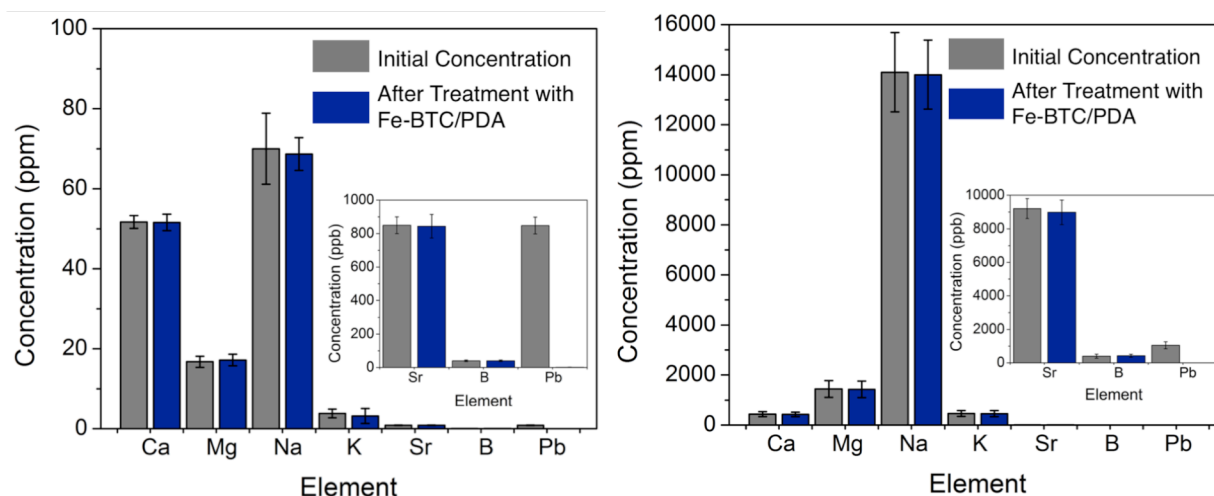 100
80
60
40
20
0
Concentration (ppm)
Initial Concentration
After Treatment with
Fe-BTC/PDA
1000
800
600
400
200
0
Concentration (ppb)
Sr B Pb
Element
Ca Mg Na K Sr B Pb
Element
16000
14000
12000
10000
8000
6000
4000
2000
0
Concentration (ppm)
Initial Concentration
After Treatment with
Fe-BTC/PDA
10000
8000
6000
4000
2000
0
Concentration (ppb)
Sr B Pb
Element
Ca Mg Na K Sr B Pb
Element